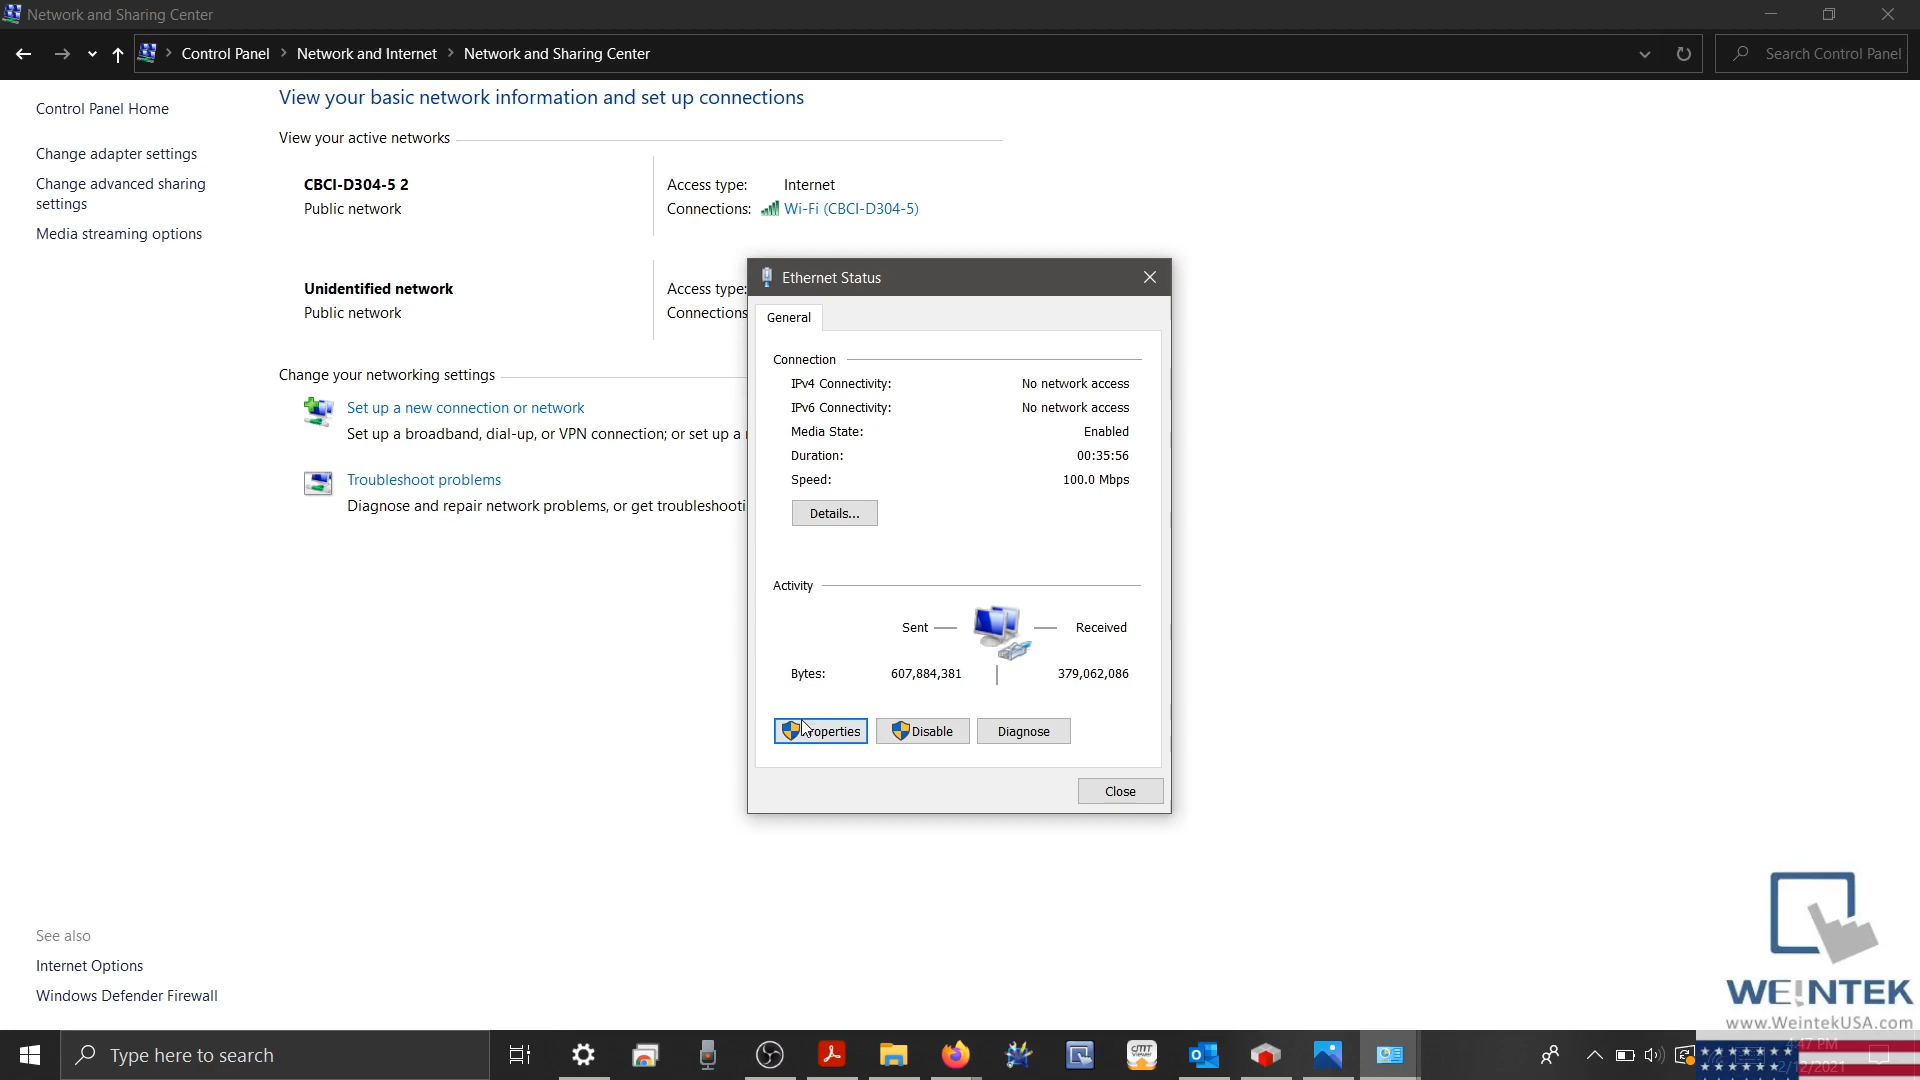 Network and Sharing Center
Control Panel > Network and Internet > Network and Sharing Center
Search Control Panel
Control Panel Home
Change adapter settings
Change advanced sharing
settings
Media streaming options
View your basic network information and set up connections
View your active networks
CBCI-D304-5 2
Public network
Access type: Internet
Connections: Wi-Fi (CBCI-D304-5)
Unidentified network
Public network
Access type:
Connections
Change your networking settings
Set up a new connection or network
Set up a broadband, dial-up, or VPN connection; or set up a
Troubleshoot problems
Diagnose and repair network problems, or get troubleshooti
Ethernet Status
General
Connection
IPv4 Connectivity: No network access
IPv6 Connectivity: No network access
Media State: Enabled
Duration: 00:35:56
Speed: 100.0 Mbps
Details...
Activity
Sent Received
Bytes: 607,884,381 379,062,086
roperties
Disable
Diagnose
Close
See also
Internet Options
Windows Defender Firewall
WEINTEK
www.WeintekUSA.com
Type here to search
cMT
4:47 PM
2/12/2021